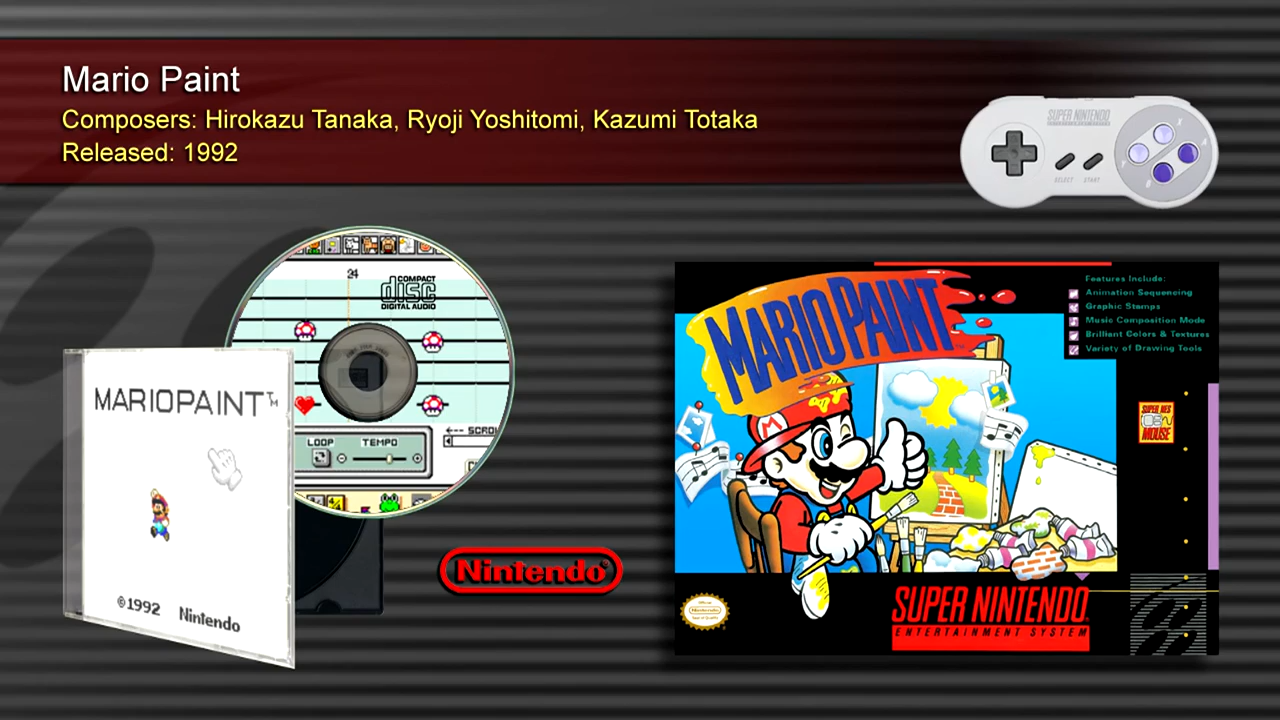 Mario Paint
Composers: Hirokazu Tanaka, Ryoji Yoshitomi, Kazumi Totaka
Released: 1992
SUPER NINTENDO
SELECT
START
24
COMPACT
disc
DIGITAL AUDIO
LOOP
TEMPO
SCROL
MARIOPAINT™
©1992 Nintendo
Nintendo®
MARIO PAINT
Features Include:
Animation Sequencing
Graphic Stamps
Music Composition Mode
Brilliant Colors & Textures
Variety of Drawing Tools
SUPER NES
MOUSE
M
Nintendo
SUPER NINTENDO
ENTERTAINMENT SYSTEM